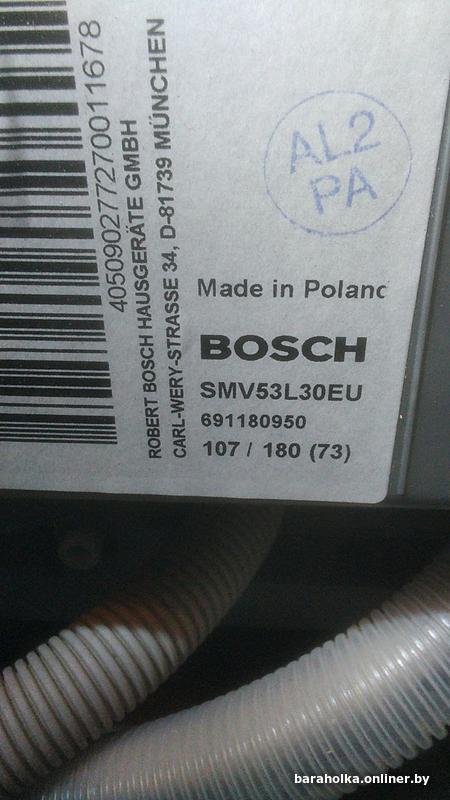 405090277270011678
ROBERT BOSCH HAUSGERÄTE GMBH
CARL-WERY-STRASSE 34, D-81739 MÜNCHEN
AL2
PA
Made in Polanc
BOSCH
SMV53L30EU
691180950
107 / 180 (73)
baraholka.onliner.by